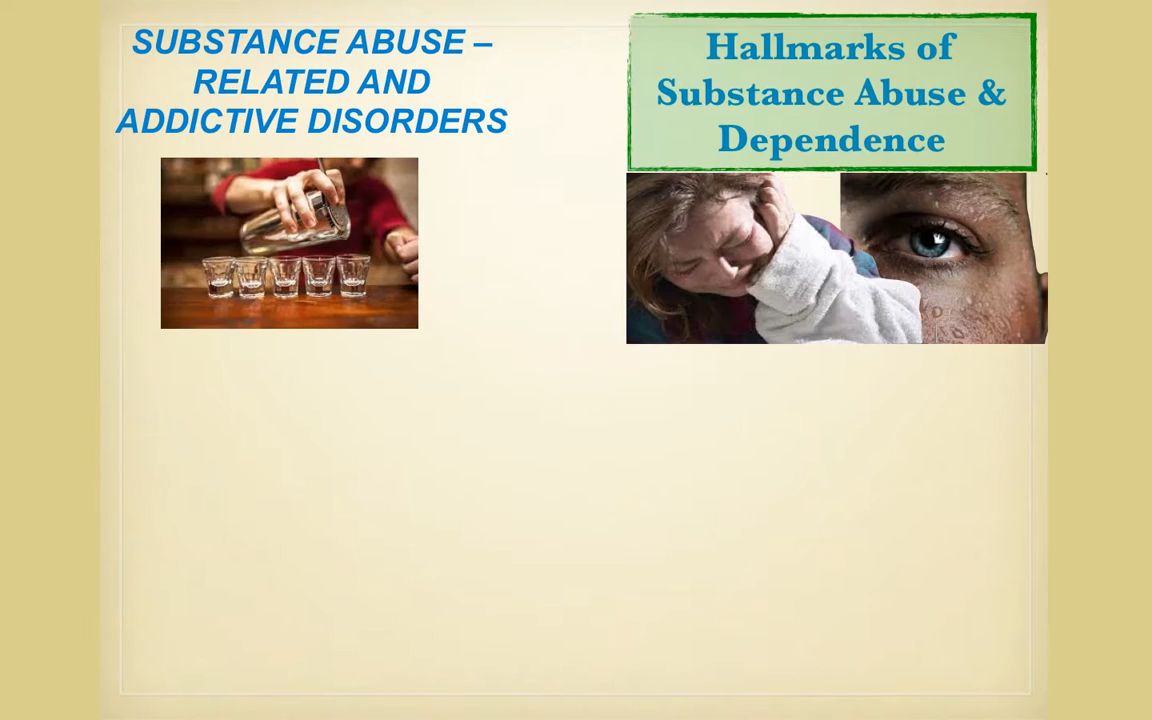 SUBSTANCE ABUSE –
RELATED AND
ADDICTIVE DISORDERS
Hallmarks of
Substance Abuse &
Dependence